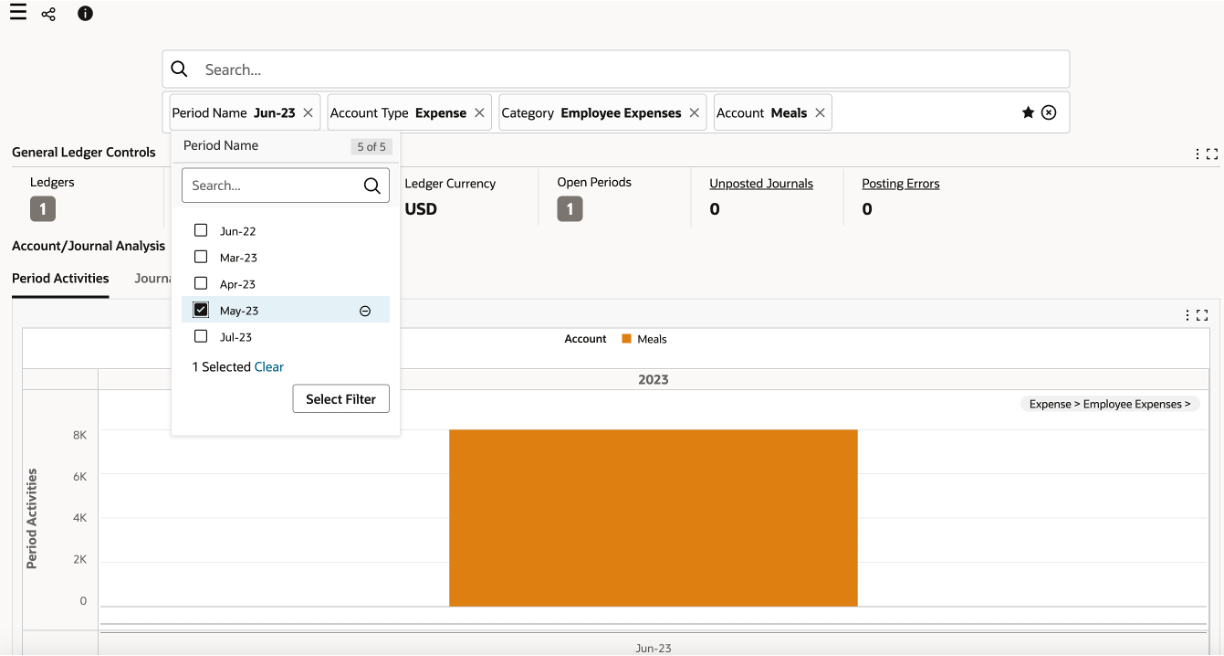 Search...
Period Name Jun-23 Account Type Expense Category Employee Expenses Account Meals
Period Name 5 of 5
Search...
Jun-22
Mar-23
Apr-23
May-23
Jul-23
1 Selected Clear
Select Filter
General Ledger Controls
Ledgers
1
Ledger Currency
USD
Open Periods
1
Unposted Journals
0
Posting Errors
0
Account/Journal Analysis
Period Activities Journa
Account Meals
2023
Expense > Employee Expenses >
Period Activities
8K
6K
4K
2K
0
Jun-23